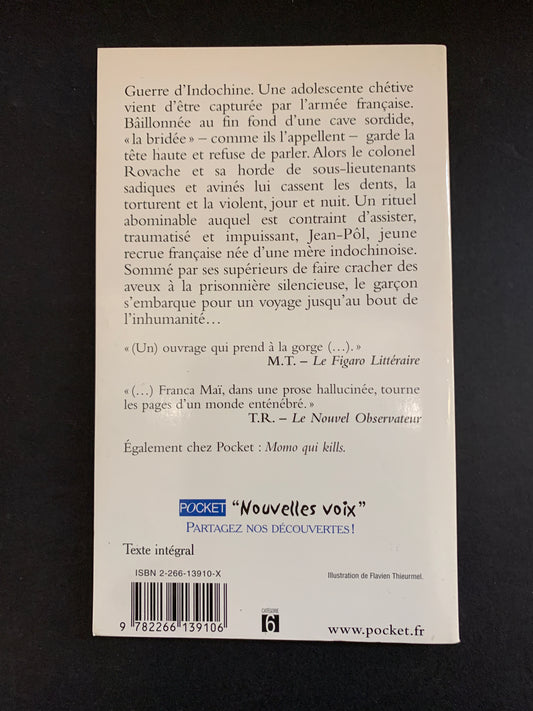 Guerre d'Indochine. Une adolescente chétive
vient d'être capturée par l'armée française.
Bâillonnée au fin fond d'une cave sordide,
« la bridée » – comme ils l'appellent – garde la
tête haute et refuse de parler. Alors le colonel
Rovache et sa horde de sous-lieutenants
sadiques et avinés lui cassent les dents, la
torturent et la violent, jour et nuit. Un rituel
abominable auquel est contraint d'assister,
traumatisé et impuissant, Jean-Pôl, jeune
recrue française née d'une mère indochinoise.
Sommé par ses supérieurs de faire cracher des
aveux à la prisonnière silencieuse, le garçon
s'embarque pour un voyage jusqu'au bout de
l'inhumanité…
« (Un) ouvrage qui prend à la gorge (…). »
M.T. – Le Figaro Littéraire
« (…) Franca Maï, dans une prose hallucinée, tourne
les pages d'un monde enténébré. »
T.R. – Le Nouvel Observateur
Également chez Pocket : Momo qui kills.
POCKET "Nouvelles voix"
PARTAGEZ NOS DÉCOUVERTES !
Texte intégral
ISBN 2-266-13910-X
Illustration de Flavien Thieurmel.
9 782266 139106
CATÉGORIE
6
www.pocket.fr